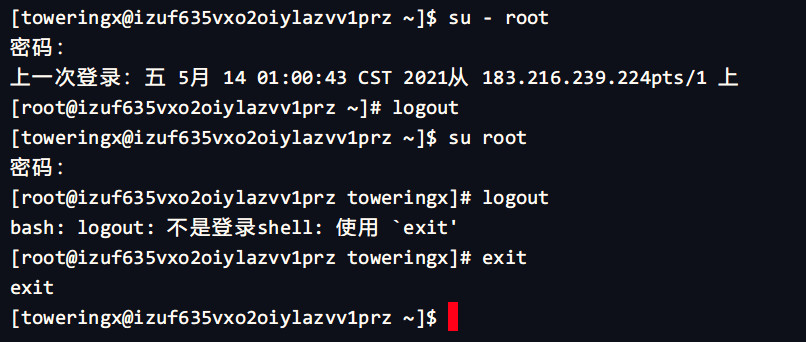 [toweringx@izuf635vxo2oiylazvv1prz ~]$ su - root
密码：
上一次登录：五 5月 14 01:00:43 CST 2021从 183.216.239.224pts/1 上
[root@izuf635vxo2oiylazvv1prz ~]# logout
[toweringx@izuf635vxo2oiylazvv1prz ~]$ su root
密码：
[root@izuf635vxo2oiylazvv1prz toweringx]# logout
bash: logout: 不是登录shell: 使用 `exit'
[root@izuf635vxo2oiylazvv1prz toweringx]# exit
exit
[toweringx@izuf635vxo2oiylazvv1prz ~]$